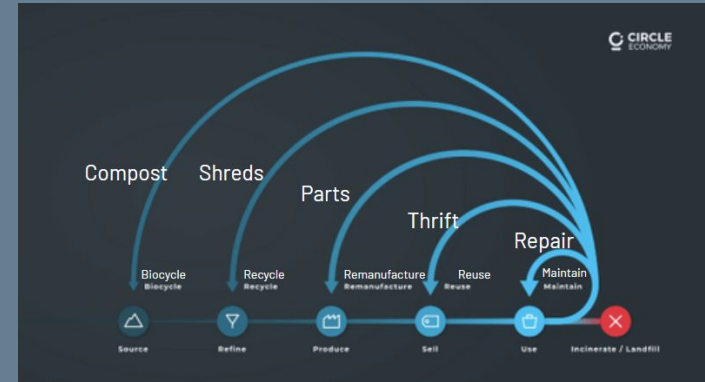 CIRCLE
ECONOMY
Compost
Shreds
Parts
Thrift
Repair
Biocycle
Biocycle
Recycle
Recycle
Remanufacture
Remanufacture
Reuse
Reuse
Maintain
Maintain
Source
Refine
Produce
Sell
Use
Incinerate / Landfill